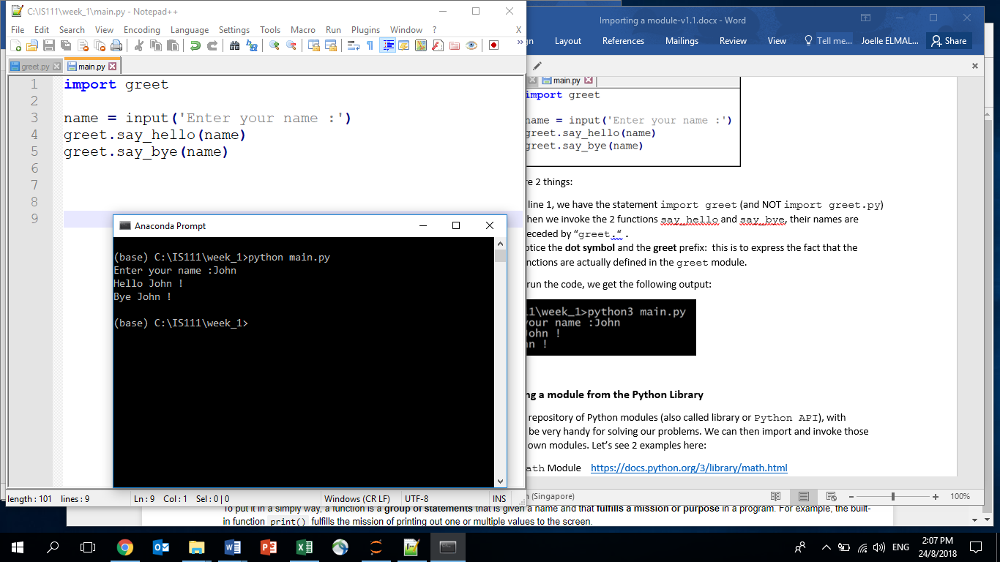 C:\IS111\week_1\main.py - Notepad++
File Edit Search View Encoding Language Settings Tools Macro Run Plugins Window ? X
greet.py main.py
1 import greet
2
3 name = input('Enter your name :')
4 greet.say_hello(name)
5 greet.say_bye(name)
6
7
8
9
Anaconda Prompt
(base) C:\IS111\week_1>python main.py
Enter your name :John
Hello John !
Bye John !
(base) C:\IS111\week_1>
length : 101 lines : 9 Ln : 9 Col : 1 Sel : 0 | 0 Windows (CR LF) UTF-8 INS
Importing a module-v1.1.docx - Word
gn Layout References Mailings Review View Tell me... Joelle ELMAL... Share
main.py
import greet
name = input('Enter your name :')
greet.say_hello(name)
greet.say_bye(name)
re 2 things:
line 1, we have the statement import greet (and NOT import greet.py)
hen we invoke the 2 functions say_hello and say_bye, their names are
eceded by “greet.“ .
otice the dot symbol and the greet prefix: this is to express the fact that the
nctions are actually defined in the greet module.
run the code, we get the following output:
11\week_1>python3 main.py
your name :John
John !
hn !
ng a module from the Python Library
repository of Python modules (also called library or Python API), with
be very handy for solving our problems. We can then import and invoke those
own modules. Let’s see 2 examples here:
ath Module https://docs.python.org/3/library/math.html
h (Singapore) 100%
To put it in a simply way, a function is a group of statements that is given a name and that fulfills a mission or purpose in a program. For example, the built-
in function print() fulfills the mission of printing out one or multiple values to the screen.
ENG 2:07 PM
24/8/2018